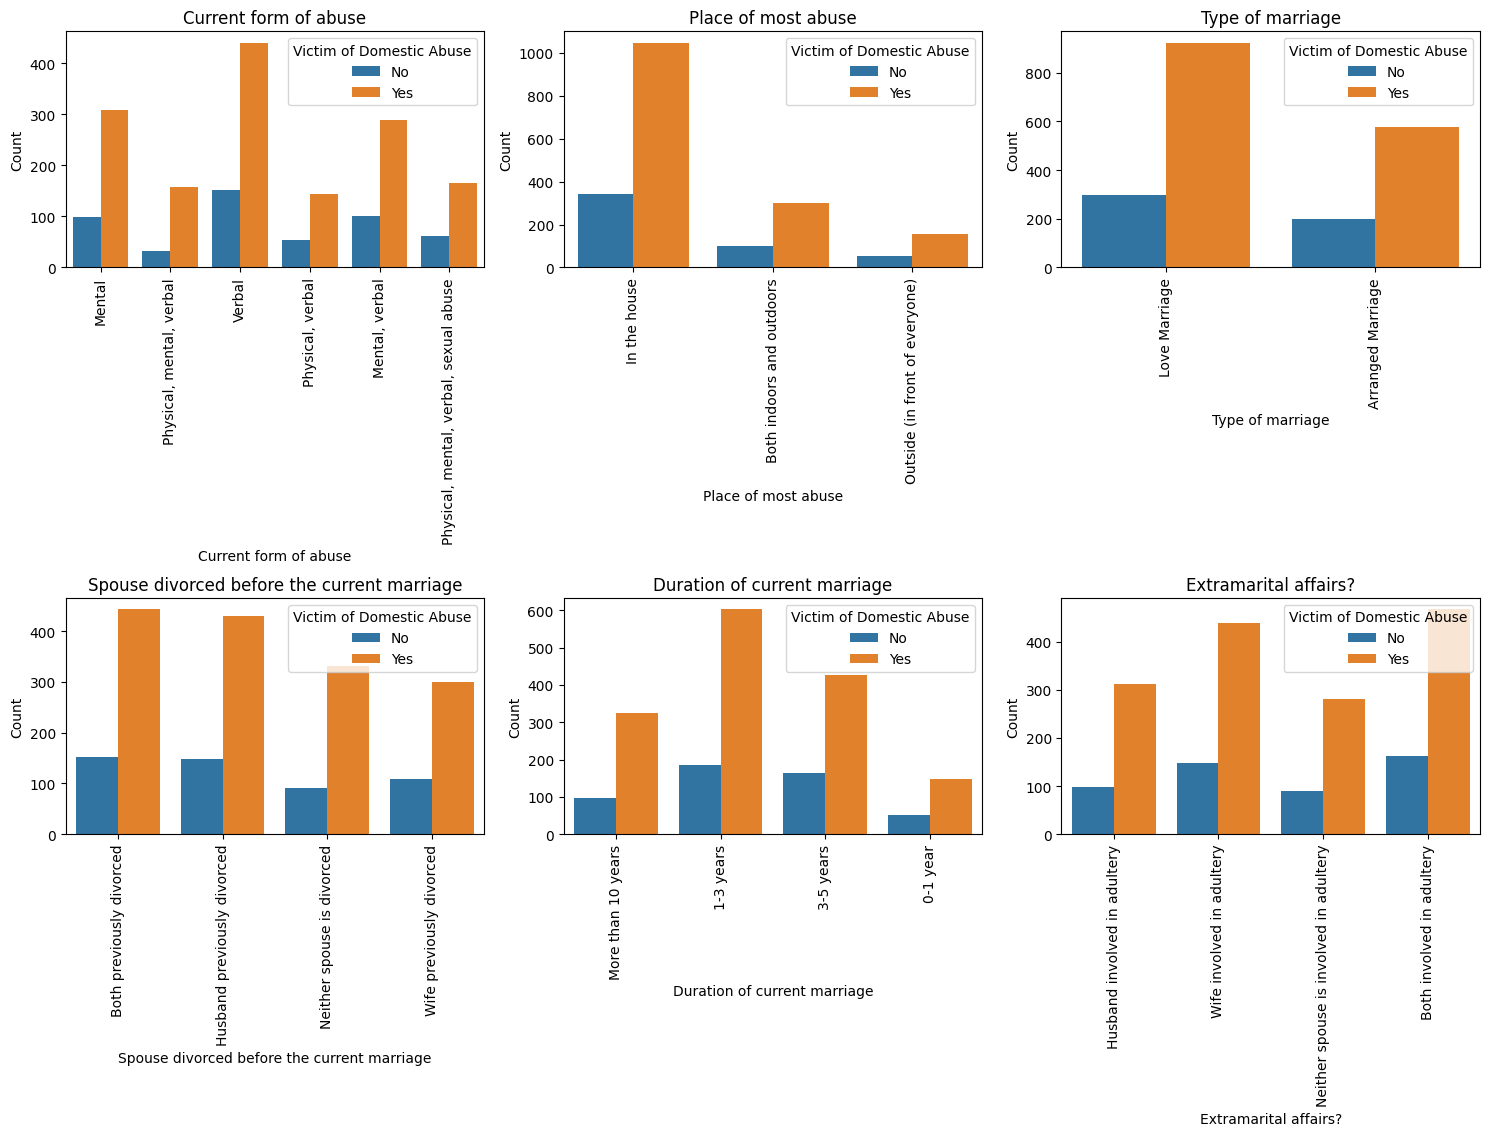 Current form of abuse
Count
400
300
200
100
0
Victim of Domestic Abuse
No
Yes
Mental
Physical, mental, verbal
Verbal
Physical, verbal
Mental, verbal
Physical, mental, verbal, sexual abuse
Current form of abuse
Place of most abuse
Count
1000
800
600
400
200
0
Victim of Domestic Abuse
No
Yes
In the house
Both indoors and outdoors
Outside (in front of everyone)
Place of most abuse
Type of marriage
Count
800
600
400
200
0
Victim of Domestic Abuse
No
Yes
Love Marriage
Arranged Marriage
Type of marriage
Spouse divorced before the current marriage
Count
400
300
200
100
0
Victim of Domestic Abuse
No
Yes
Both previously divorced
Husband previously divorced
Neither spouse is divorced
Wife previously divorced
Spouse divorced before the current marriage
Duration of current marriage
Count
600
500
400
300
200
100
0
Victim of Domestic Abuse
No
Yes
More than 10 years
1-3 years
3-5 years
0-1 year
Duration of current marriage
Extramarital affairs?
Count
400
300
200
100
0
Victim of Domestic Abuse
No
Yes
Husband involved in adultery
Wife involved in adultery
Neither spouse is involved in adultery
Both involved in adultery
Extramarital affairs?